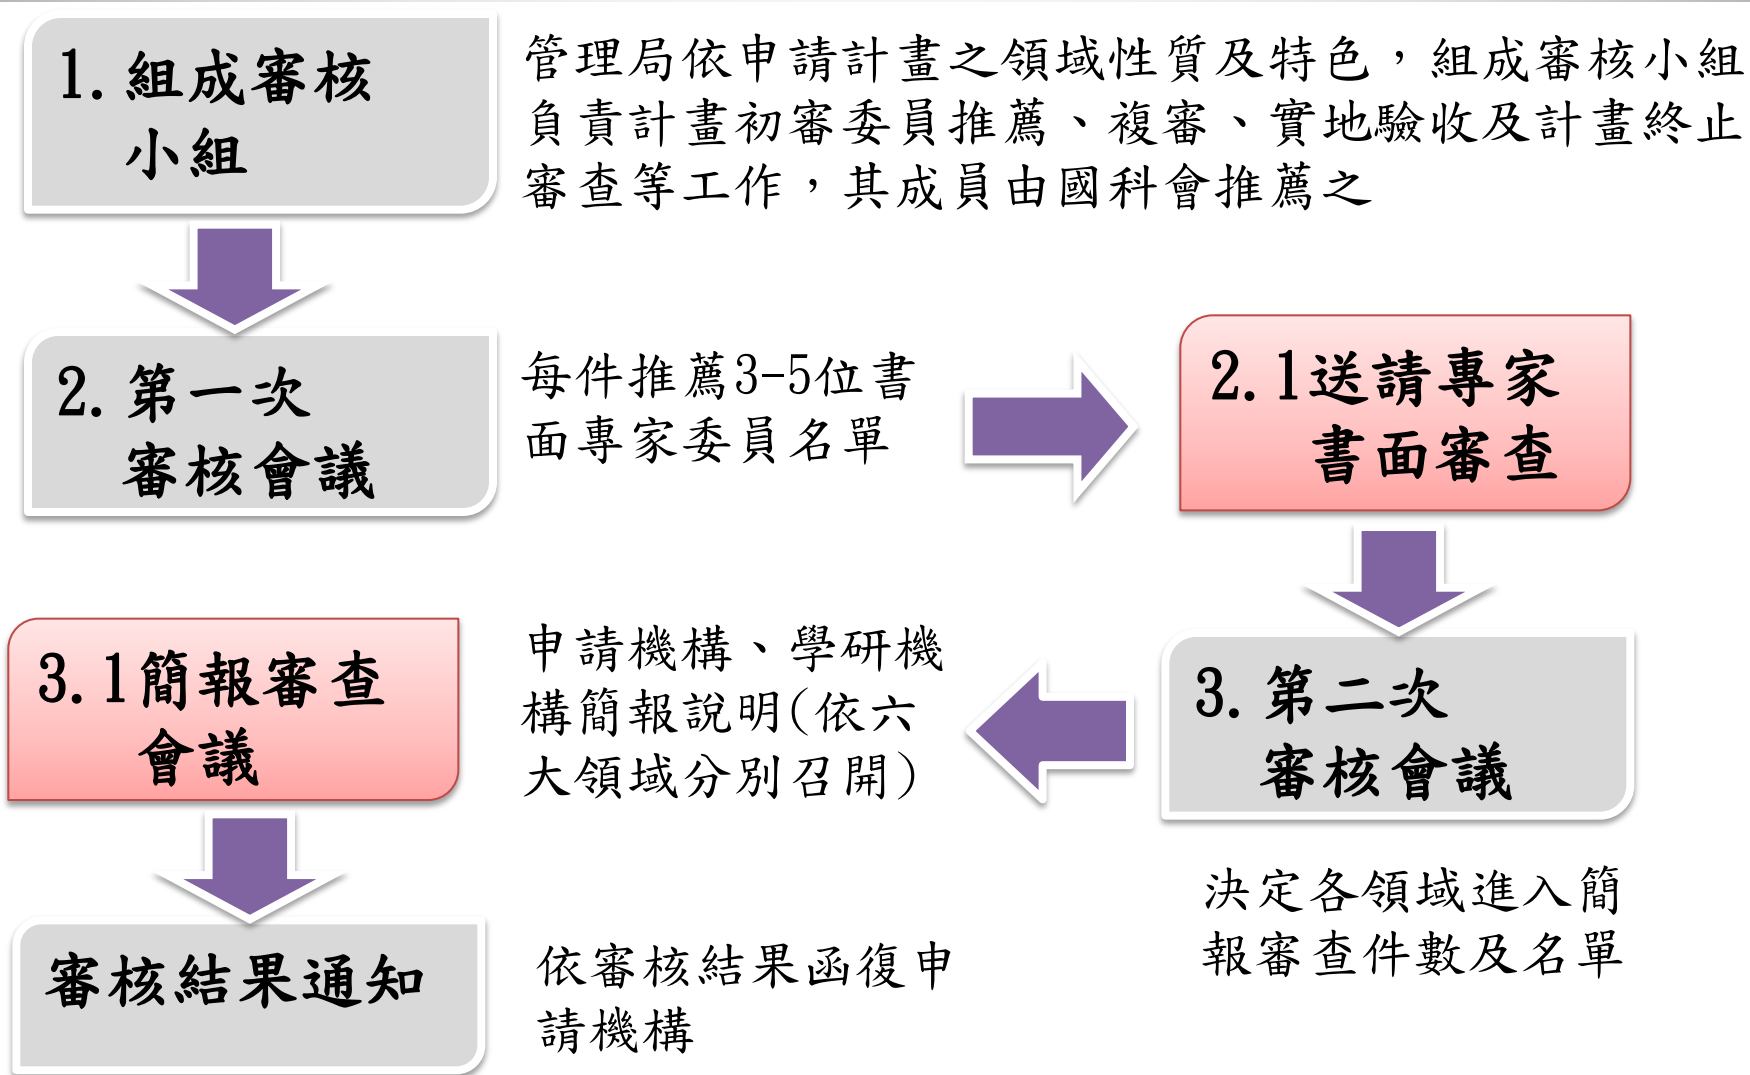 1.組成審核
小組
管理局依申請計畫之領域性質及特色，組成審核小組
負責計畫初審委員推薦、複審、實地驗收及計畫終止
審查等工作，其成員由國科會推薦之
2.第一次
審核會議
每件推薦3-5位書
面專家委員名單
2.1送請專家
書面審查
3.第二次
審核會議
決定各領域進入簡
報審查件數及名單
申請機構、學研機
構簡報說明(依六
大領域分別召開)
3.1簡報審查
會議
審核結果通知
依審核結果函復申
請機構